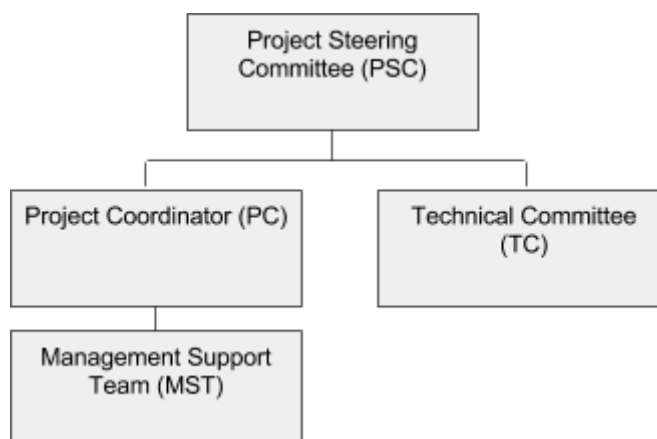 Project Steering
Committee (PSC)
Project Coordinator (PC)
Technical Committee
(TC)
Management Support
Team (MST)